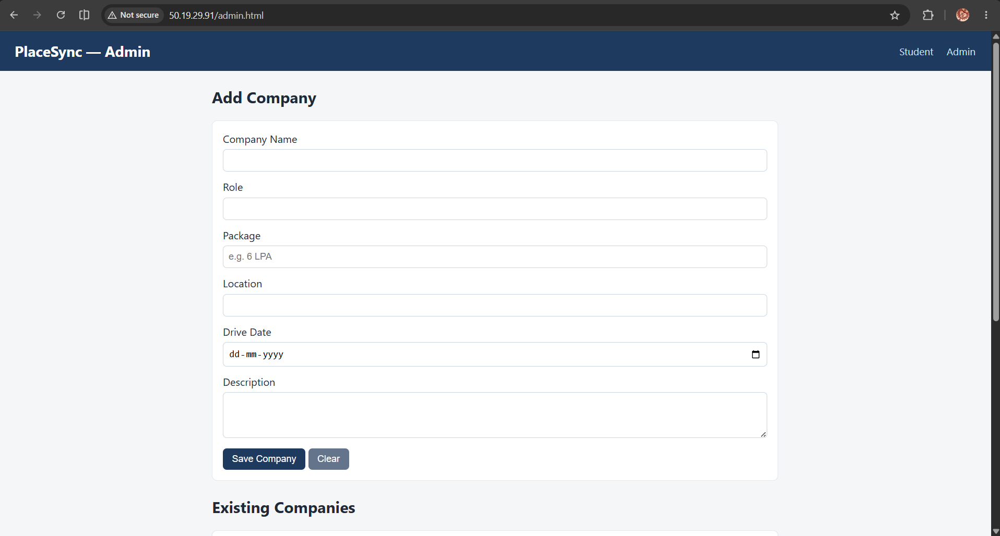 Not secure 50.19.29.91/admin.html
PlaceSync — Admin
Student Admin
Add Company
Company Name
Role
Package
e.g. 6 LPA
Location
Drive Date
dd-mm-yyyy
Description
Save Company Clear
Existing Companies